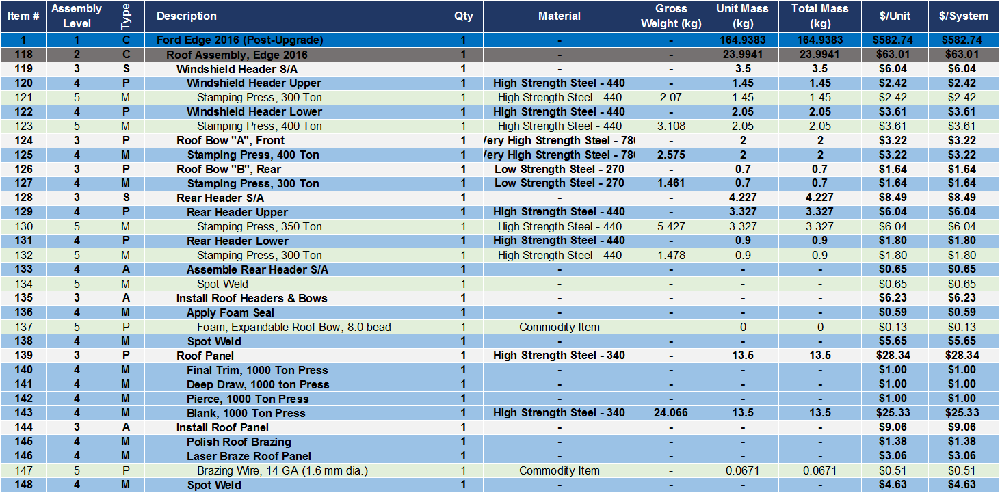 Item # Assembly Level Type Description Qty Material Gross Weight (kg) Unit Mass (kg) Total Mass (kg) $/Unit $/System
1 1 C Ford Edge 2016 (Post-Upgrade) 1 - - 164.9383 164.9383 $582.74 $582.74
118 2 C Roof Assembly, Edge 2016 1 - - 23.9941 23.9941 $63.01 $63.01
119 3 S Windshield Header S/A 1 - - 3.5 3.5 $6.04 $6.04
120 4 P Windshield Header Upper 1 High Strength Steel - 440 - 1.45 1.45 $2.42 $2.42
121 5 M Stamping Press, 300 Ton 1 High Strength Steel - 440 2.07 1.45 1.45 $2.42 $2.42
122 4 P Windshield Header Lower 1 High Strength Steel - 440 - 2.05 2.05 $3.61 $3.61
123 5 M Stamping Press, 400 Ton 1 High Strength Steel - 440 3.108 2.05 2.05 $3.61 $3.61
124 3 P Roof Bow "A", Front 1 Very High Strength Steel - 780 - 2 2 $3.22 $3.22
125 4 M Stamping Press, 400 Ton 1 Very High Strength Steel - 780 2.575 2 2 $3.22 $3.22
126 3 P Roof Bow "B", Rear 1 Low Strength Steel - 270 - 0.7 0.7 $1.64 $1.64
127 4 M Stamping Press, 300 Ton 1 Low Strength Steel - 270 1.461 0.7 0.7 $1.64 $1.64
128 3 S Rear Header S/A 1 - - 4.227 4.227 $8.49 $8.49
129 4 P Rear Header Upper 1 High Strength Steel - 440 - 3.327 3.327 $6.04 $6.04
130 5 M Stamping Press, 350 Ton 1 High Strength Steel - 440 5.427 3.327 3.327 $6.04 $6.04
131 4 P Rear Header Lower 1 High Strength Steel - 440 - 0.9 0.9 $1.80 $1.80
132 5 M Stamping Press, 300 Ton 1 High Strength Steel - 440 1.478 0.9 0.9 $1.80 $1.80
133 4 A Assemble Rear Header S/A 1 - - - - $0.65 $0.65
134 5 M Spot Weld 1 - - - - $0.65 $0.65
135 3 A Install Roof Headers & Bows 1 - - - - $6.23 $6.23
136 4 M Apply Foam Seal 1 - - - - $0.59 $0.59
137 5 P Foam, Expandable Roof Bow, 8.0 bead 1 Commodity Item - 0 0 $0.13 $0.13
138 4 M Spot Weld 1 - - - - $5.65 $5.65
139 3 P Roof Panel 1 High Strength Steel - 340 - 13.5 13.5 $28.34 $28.34
140 4 M Final Trim, 1000 Ton Press 1 - - - - $1.00 $1.00
141 4 M Deep Draw, 1000 ton Press 1 - - - - $1.00 $1.00
142 4 M Pierce, 1000 Ton Press 1 - - - - $1.00 $1.00
143 4 M Blank, 1000 Ton Press 1 High Strength Steel - 340 24.066 13.5 13.5 $25.33 $25.33
144 3 A Install Roof Panel 1 - - - - $9.06 $9.06
145 4 M Polish Roof Brazing 1 - - - - $1.38 $1.38
146 4 M Laser Braze Roof Panel 1 - - - - $3.06 $3.06
147 5 P Brazing Wire, 14 GA (1.6 mm dia.) 1 Commodity Item - 0.0671 0.0671 $0.51 $0.51
148 4 M Spot Weld 1 - - - - $4.63 $4.63